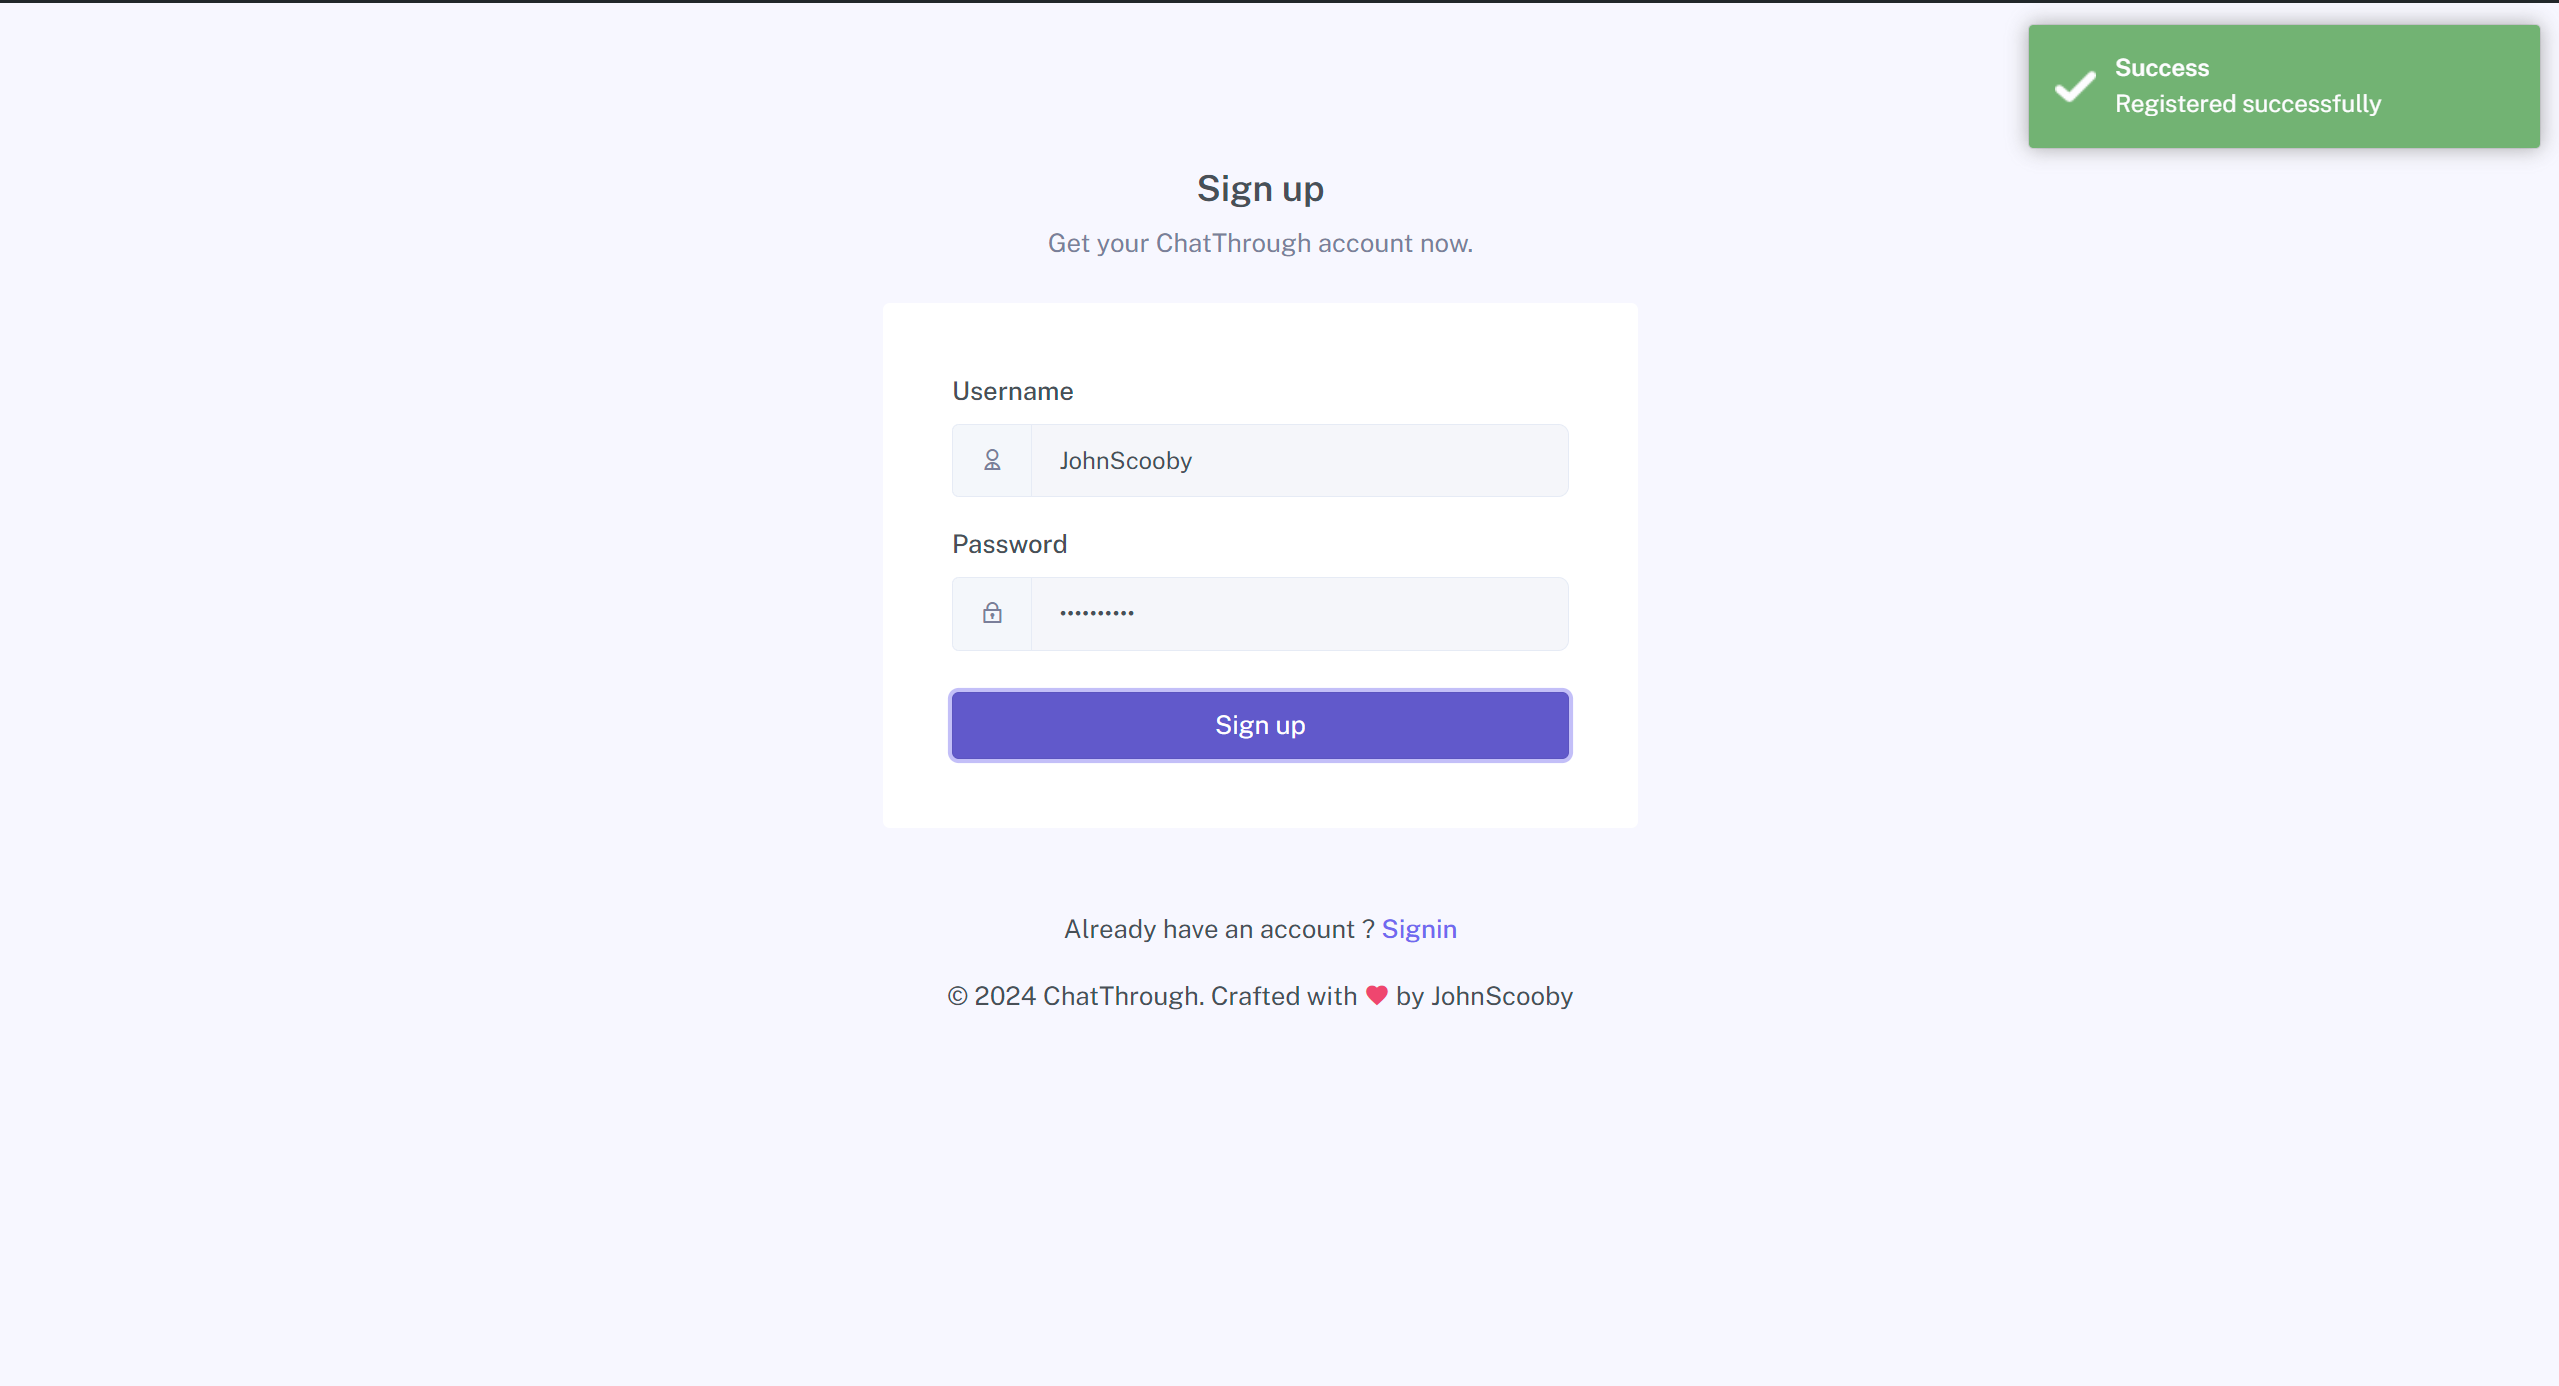 Success
Registered successfully
Sign up
Get your ChatThrough account now.
Username
JohnScooby
Password
••••••••••
Sign up
Already have an account ? Signin
© 2024 ChatThrough. Crafted with ❤ by JohnScooby